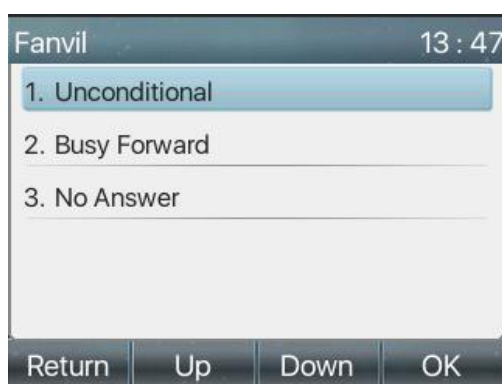 Fanvil 13 : 47
1. Unconditional
2. Busy Forward
3. No Answer
Return Up Down OK